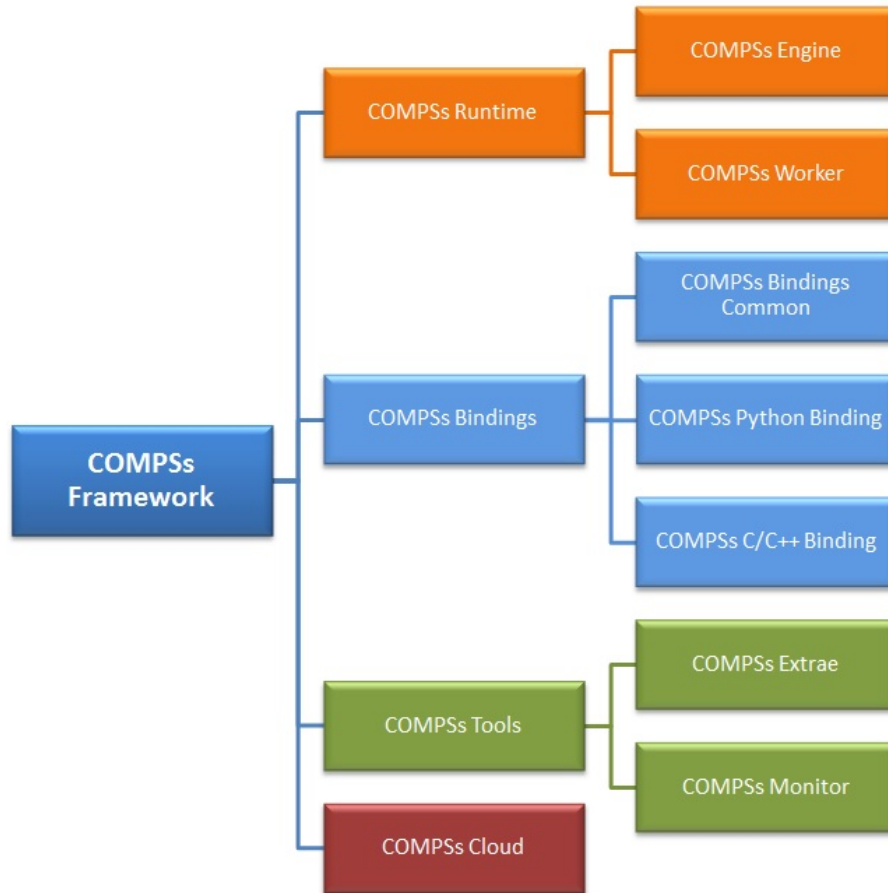 COMPSs Engine
COMPSs Runtime
COMPSs Worker
COMPSs Bindings
Common
COMPSs Bindings
COMPSs Python Binding
COMPSs
Framework
COMPSs C/C++ Binding
COMPSs Extrae
COMPSs Tools
COMPSs Monitor
COMPSs Cloud